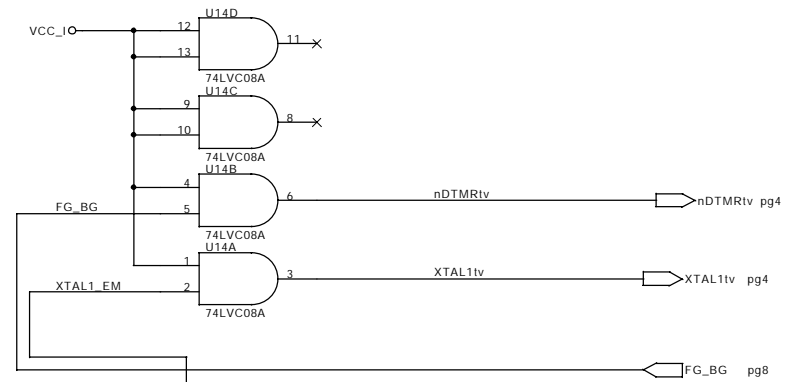 U14D
VCC_I
12
11
13
74LVC08A
U14C
9
8
10
74LVC08A
U14B
4
6
nDTMRtv
nDTMRtv pg4
FG_BG
5
74LVC08A
U14A
1
3
XTAL1tv
XTAL1tv pg4
XTAL1_EM
2
74LVC08A
FG_BG pg8